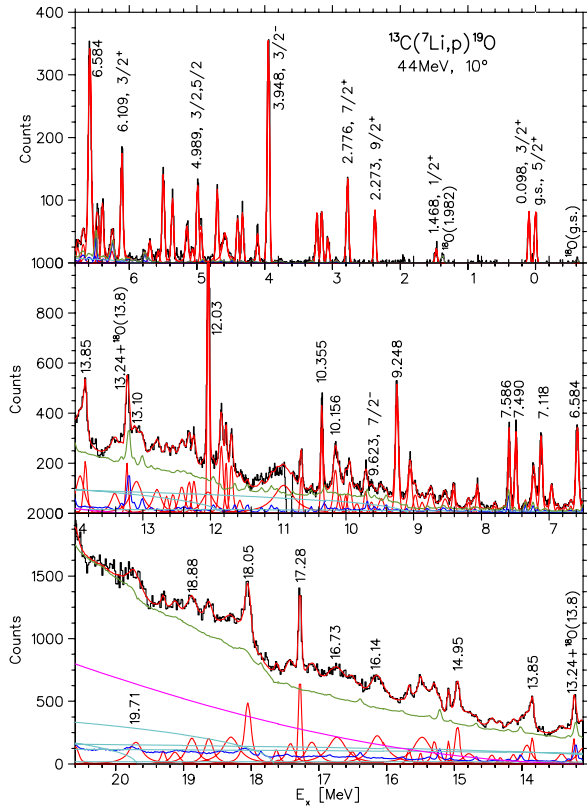 ¹³C(⁷Li,p)¹⁹O
44MeV, 10°
Counts
400
300
200
100
1000
6.584
6.109, 3/2⁺
4.989, 3/2,5/2
3.948, 3/2⁻
2.776, 7/2⁺
2.273, 9/2⁺
1.468, 1/2⁺
¹⁸O(1.982)
0.098, 3/2⁺
g.s., 5/2⁺
¹⁸O(g.s.)
6 5 4 3 2 1 0
Counts
800
600
400
200
2000
13.85
13.24+¹⁸O(13.8)
13.10
12.03
10.355
10.156
9.623, 7/2⁻
9.248
7.586
7.490
7.118
6.584
14 13 12 11 10 9 8 7
Counts
1500
1000
500
0
19.71
18.88
18.05
17.28
16.73
16.14
14.95
13.85
13.24+¹⁸O(13.8)
20 19 18 17 16 15 14
Eₓ [MeV]